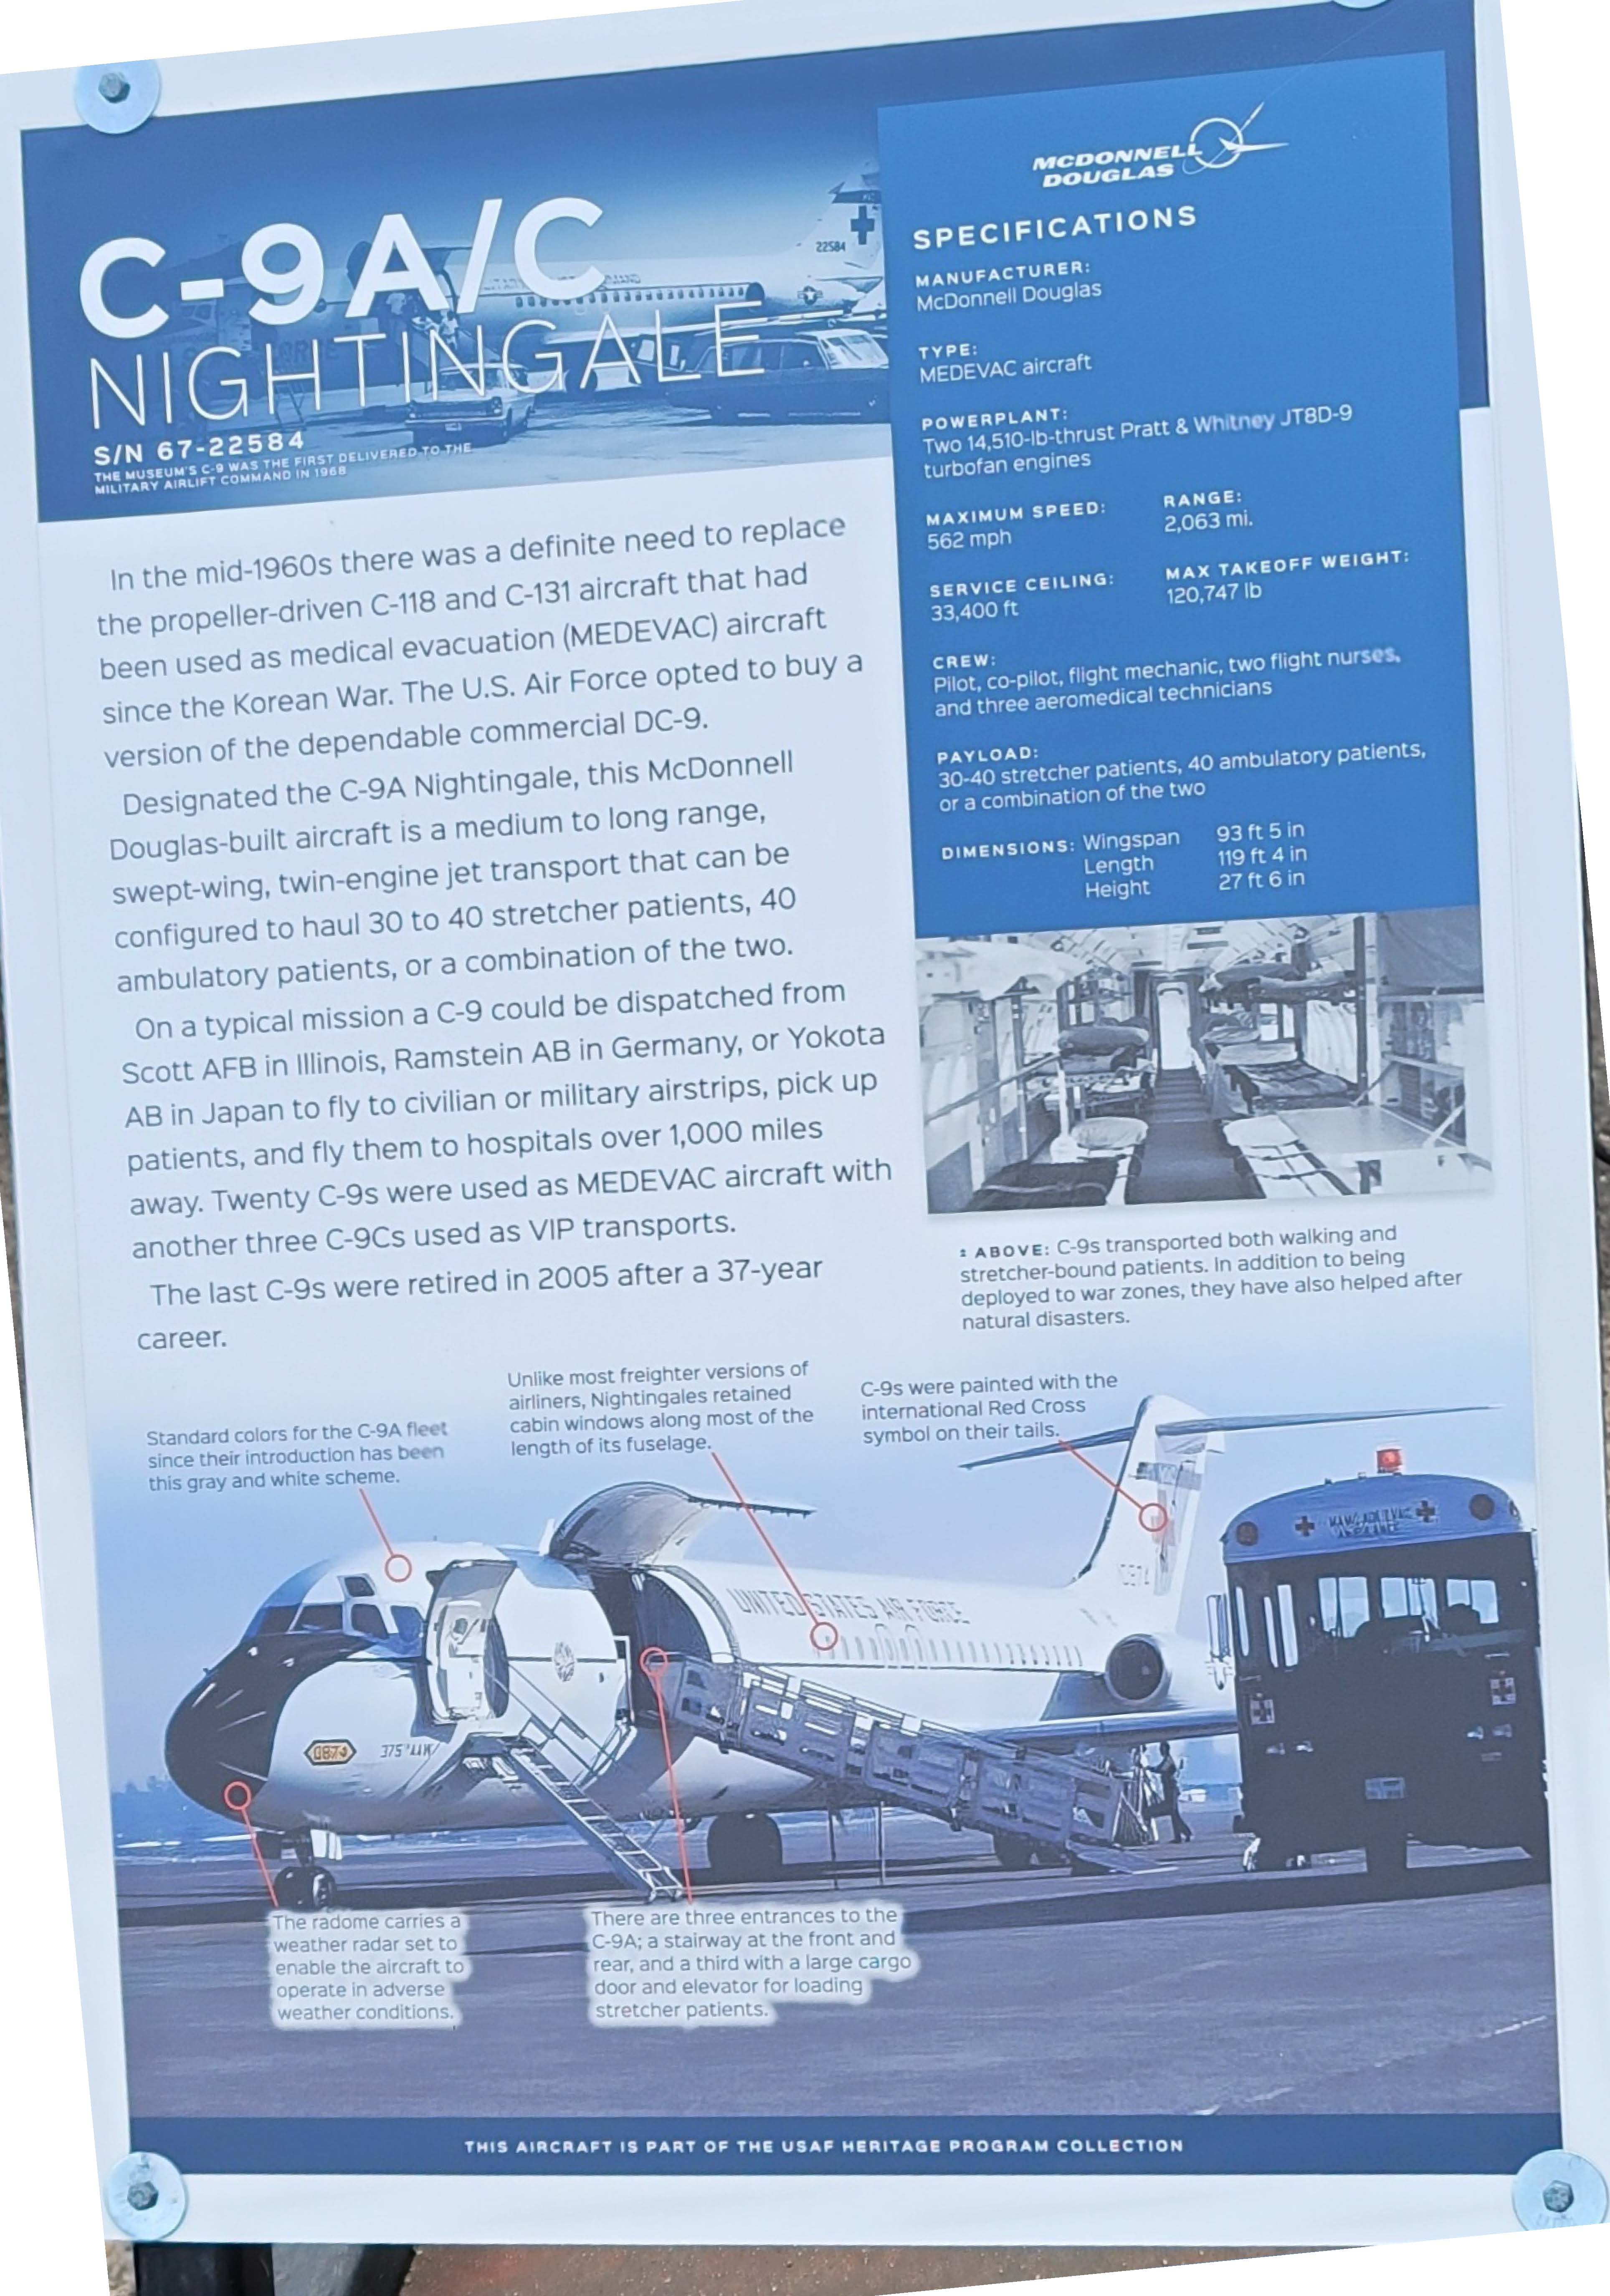 C-9A/C
NIGHTINGALE
S/N 67-22584
THE MUSEUM'S C-9 WAS THE FIRST DELIVERED TO THE
MILITARY AIRLIFT COMMAND IN 1968
22584
In the mid-1960s there was a definite need to replace
the propeller-driven C-118 and C-131 aircraft that had
been used as medical evacuation (MEDEVAC) aircraft
since the Korean War. The U.S. Air Force opted to buy a
version of the dependable commercial DC-9.
Designated the C-9A Nightingale, this McDonnell
Douglas-built aircraft is a medium to long range,
swept-wing, twin-engine jet transport that can be
configured to haul 30 to 40 stretcher patients, 40
ambulatory patients, or a combination of the two.
On a typical mission a C-9 could be dispatched from
Scott AFB in Illinois, Ramstein AB in Germany, or Yokota
AB in Japan to fly to civilian or military airstrips, pick up
patients, and fly them to hospitals over 1,000 miles
away. Twenty C-9s were used as MEDEVAC aircraft with
another three C-9Cs used as VIP transports.
The last C-9s were retired in 2005 after a 37-year
career.
MCDONNELL
DOUGLAS
SPECIFICATIONS
MANUFACTURER:
McDonnell Douglas
TYPE:
MEDEVAC aircraft
POWERPLANT:
Two 14,510-lb-thrust Pratt & Whitney JT8D-9
turbofan engines
MAXIMUM SPEED:
562 mph
RANGE:
2,063 mi.
SERVICE CEILING:
33,400 ft
MAX TAKEOFF WEIGHT:
120,747 lb
CREW:
Pilot, co-pilot, flight mechanic, two flight nurses,
and three aeromedical technicians
PAYLOAD:
30-40 stretcher patients, 40 ambulatory patients,
or a combination of the two
DIMENSIONS: Wingspan 93 ft 5 in
Length 119 ft 4 in
Height 27 ft 6 in
ABOVE: C-9s transported both walking and
stretcher-bound patients. In addition to being
deployed to war zones, they have also helped after
natural disasters.
Standard colors for the C-9A fleet
since their introduction has been
this gray and white scheme.
Unlike most freighter versions of
airliners, Nightingales retained
cabin windows along most of the
length of its fuselage.
C-9s were painted with the
international Red Cross
symbol on their tails.
UNITED STATES AIR FORCE
The radome carries a
weather radar set to
enable the aircraft to
operate in adverse
weather conditions.
There are three entrances to the
C-9A; a stairway at the front and
rear, and a third with a large cargo
door and elevator for loading
stretcher patients.
THIS AIRCRAFT IS PART OF THE USAF HERITAGE PROGRAM COLLECTION